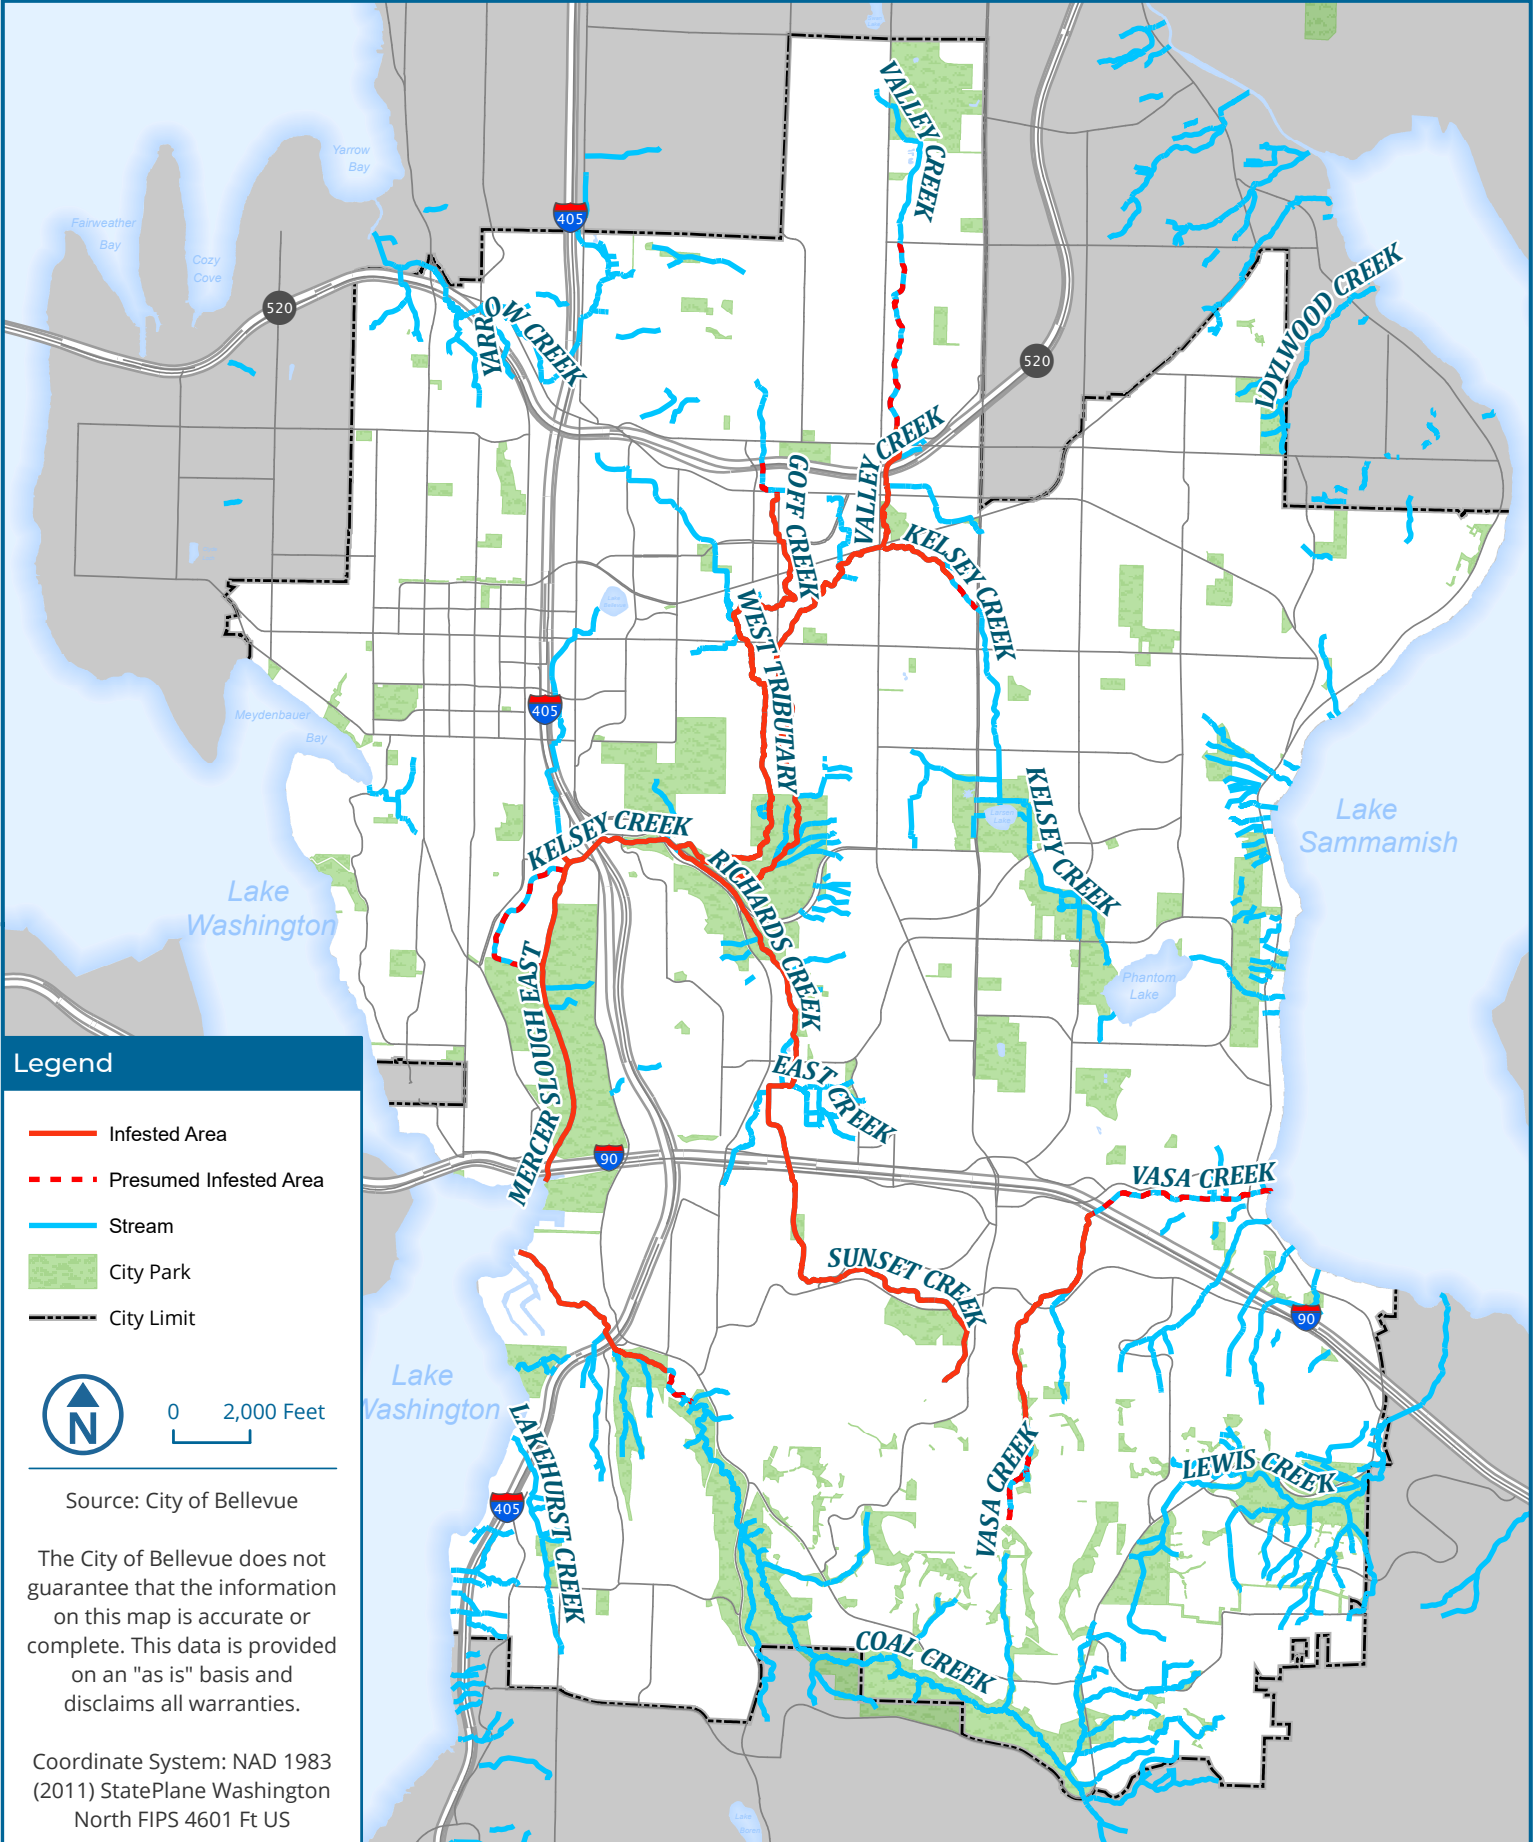 VALLEY CREEK
Yarrow
Bay
405
Fairweather
Bay
Cozy
Cove
520
YARROW CREEK
520
IDYLWOOD CREEK
VALLEY CREEK
GOFF CREEK
KELSEY CREEK
WEST TRIBUTARY
405
Meydenbauer
Bay
KELSEY CREEK
Larsen
Lake
Lake
Sammamish
KELSEY CREEK
RICHARDS CREEK
Lake
Washington
MERCER SLOUGH EAST
Phantom
Lake
EAST CREEK
90
VASA CREEK
SUNSET CREEK
90
Lake
Washington
LAKEHURST CREEK
405
VASA CREEK
LEWIS CREEK
COAL CREEK
Lake
Boren
Legend
Infested Area
Presumed Infested Area
Stream
City Park
City Limit
N
0 2,000 Feet
Source: City of Bellevue
The City of Bellevue does not
guarantee that the information
on this map is accurate or
complete. This data is provided
on an "as is" basis and
disclaims all warranties.
Coordinate System: NAD 1983
(2011) StatePlane Washington
North FIPS 4601 Ft US